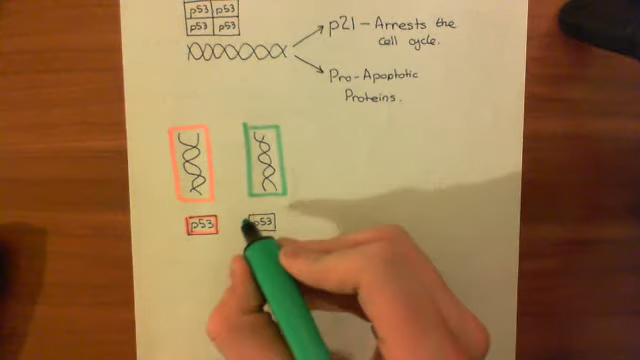 p53 p53
p53 p53
p21 - Arrests the
cell cycle.
Pro-Apoptotic
Proteins.
p53 p53